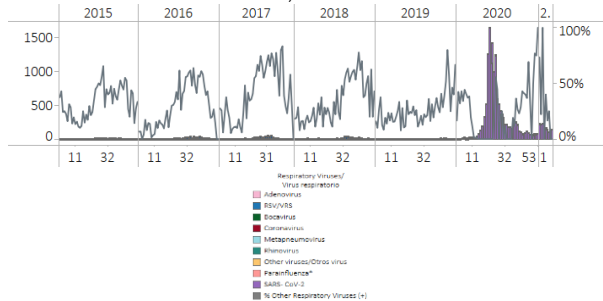 2015 2016 2017 2018 2019 2020 2.
1500 100%
1000
500 50%
0 0%
11 32 11 32 11 31 11 32 11 32 11 32 53 1
Respiratory Viruses/
Virus respiratorio
Adenovirus
RSV/VRS
Bocavirus
Coronavirus
Metapneumovirus
Rhinovirus
Other viruses/Otros virus
Parainfluenza*
SARS- CoV-2
% Other Respiratory Viruses (+)